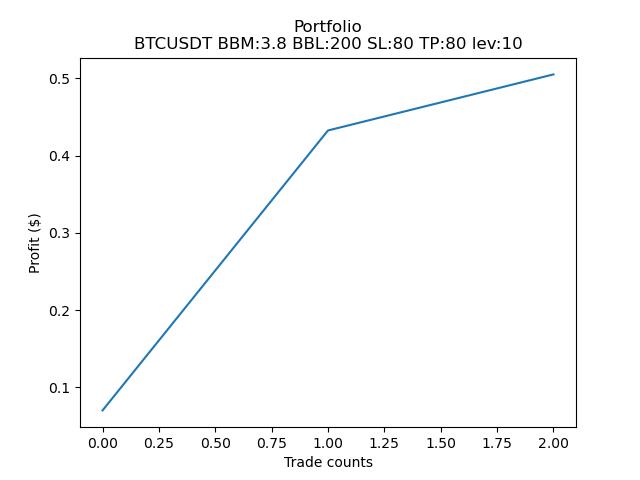 Portfolio
BTCUSDT BBM:3.8 BBL:200 SL:80 TP:80 lev:10
0.5
0.4
0.3
0.2
0.1
Profit ($)
0.00 0.25 0.50 0.75 1.00 1.25 1.50 1.75 2.00
Trade counts